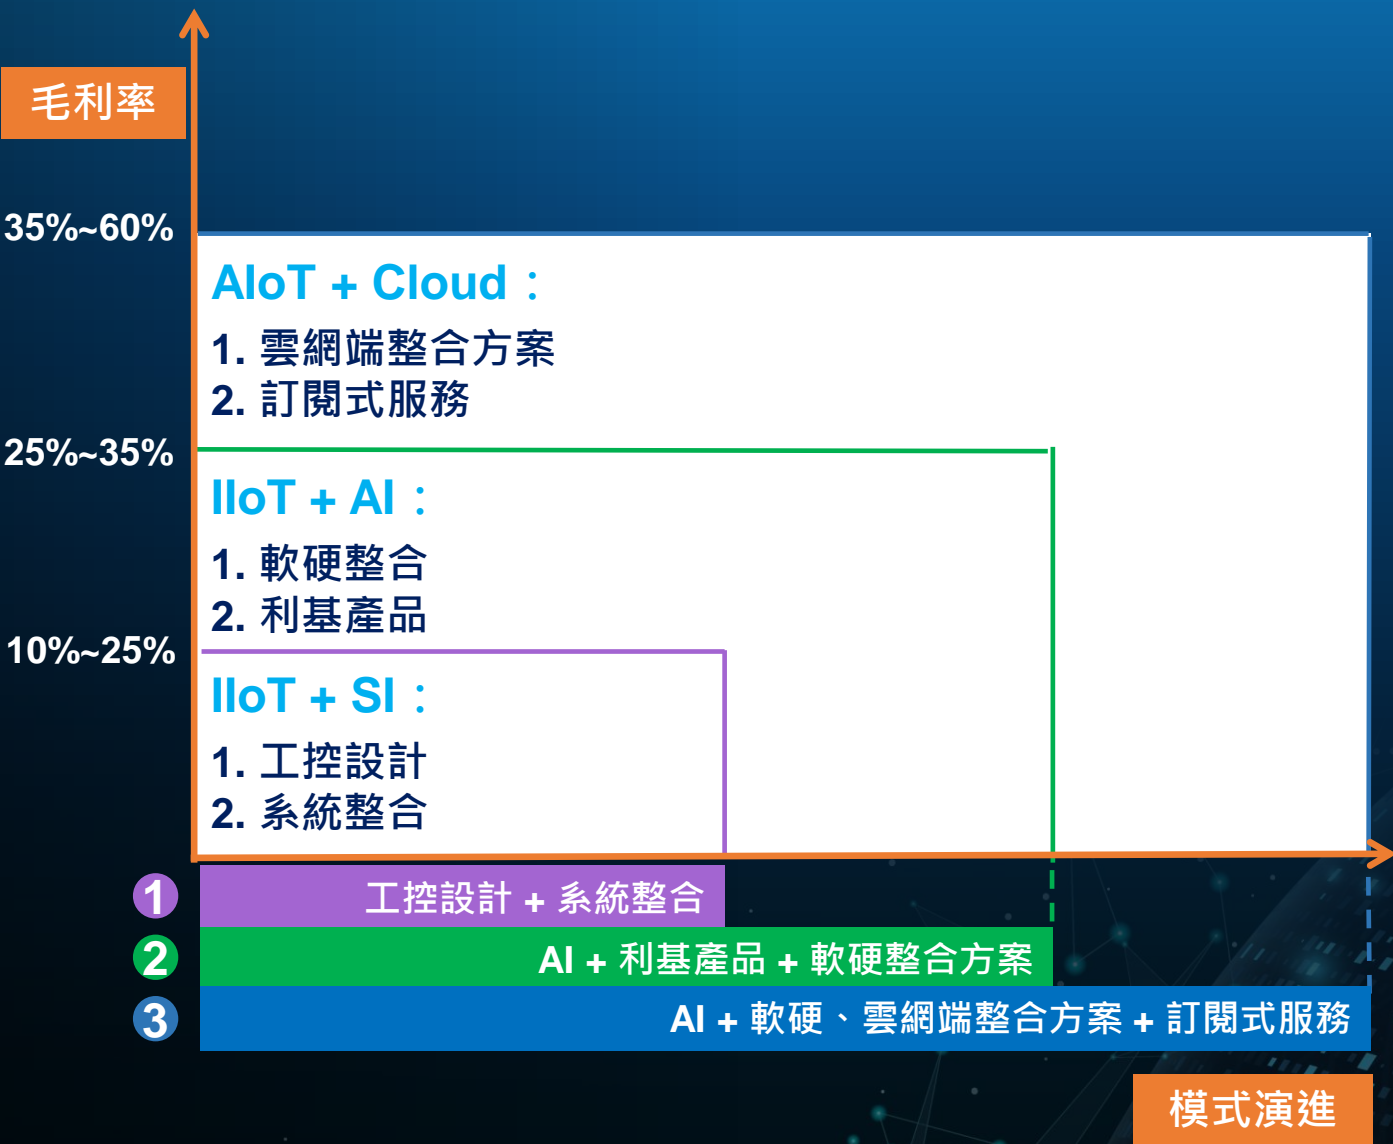 毛利率
35%~60%
AIoT + Cloud：
1. 雲網端整合方案
2. 訂閱式服務
25%~35%
IIoT + AI：
1. 軟硬整合
2. 利基產品
10%~25%
IIoT + SI：
1. 工控設計
2. 系統整合
1 工控設計 + 系統整合
2 AI + 利基產品 + 軟硬整合方案
3 AI + 軟硬、雲網端整合方案 + 訂閱式服務
模式演進